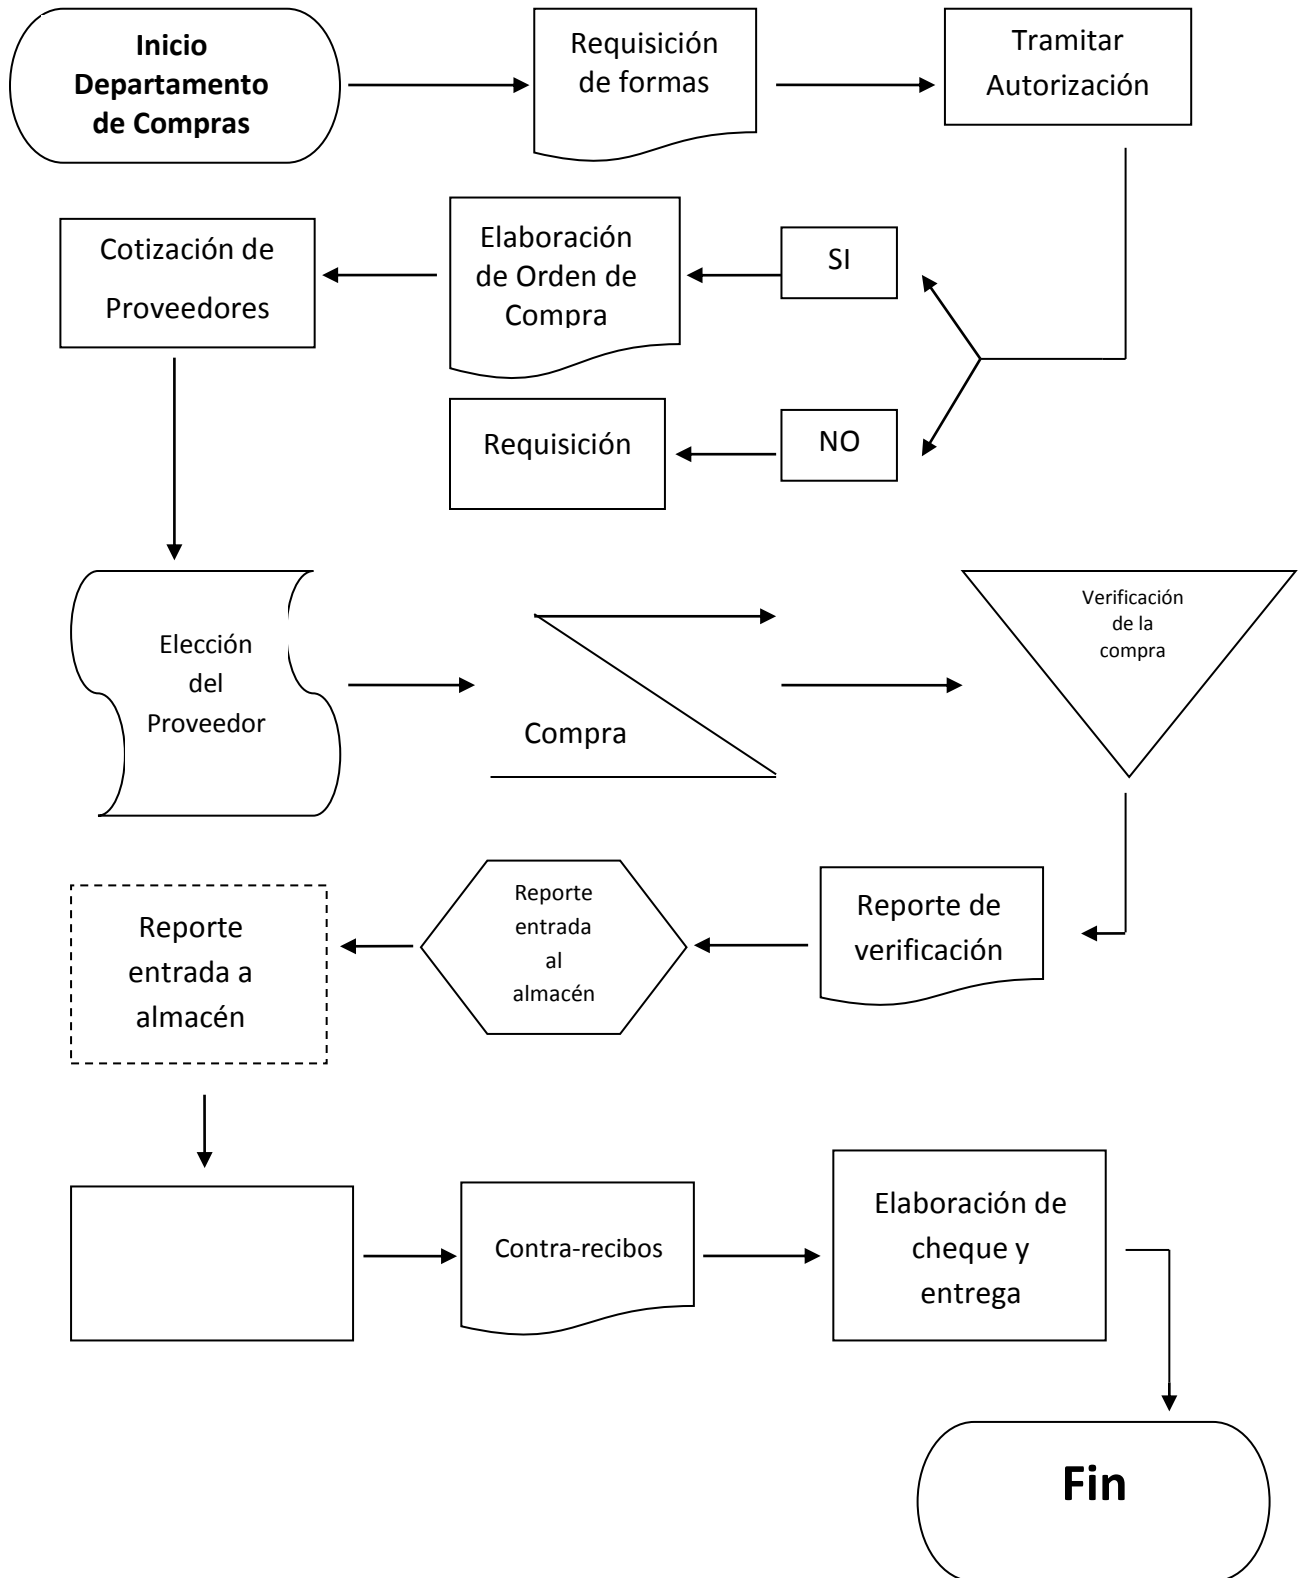 Inicio
Departamento
de Compras
Requisición
de formas
Tramitar
Autorización
Cotización de
Proveedores
Elaboración
de Orden de
Compra
SI
Requisición
NO
Elección
del
Proveedor
Compra
Verificación
de la
compra
Reporte
entrada a
almacén
Reporte
entrada
al
almacén
Reporte de
verificación
Contra-recibos
Elaboración de
cheque y
entrega
Fin